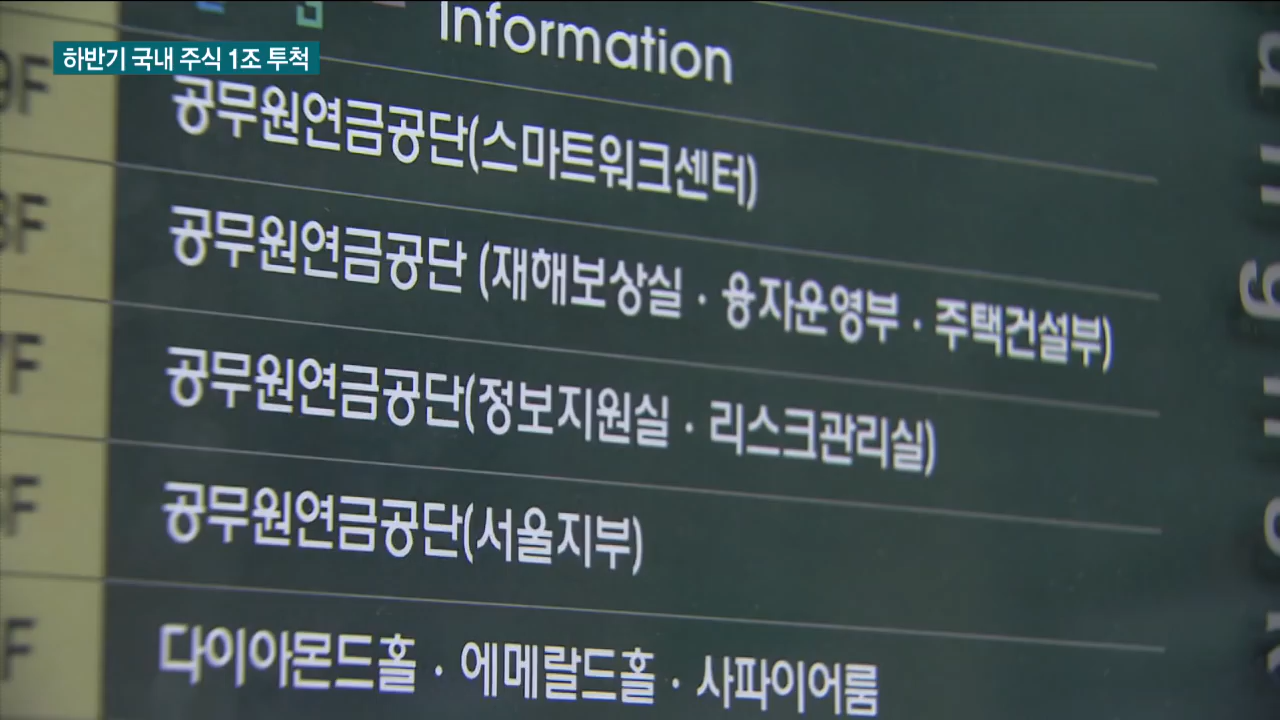 Information
하반기 국내 주식 1조 투척
9F 공무원연금공단(스마트워크센터)
8F 공무원연금공단 (재해보상실 · 융자운영부 · 주택건설부)
7F 공무원연금공단(정보지원실 · 리스크관리실)
F 공무원연금공단(서울지부)
F 다이아몬드홀 · 에메랄드홀 · 사파이어룸